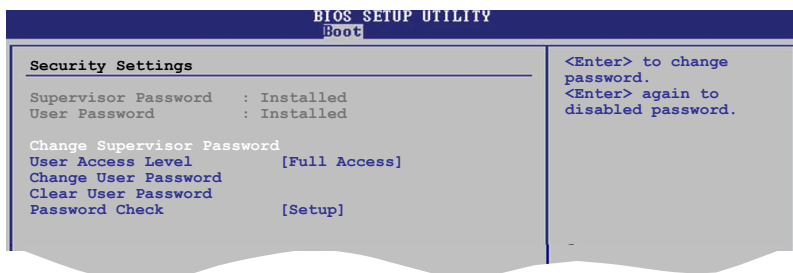 BIOS SETUP UTILITY
Boot
Security Settings
Supervisor Password : Installed
User Password : Installed
Change Supervisor Password
User Access Level [Full Access]
Change User Password
Clear User Password
Password Check [Setup]
<Enter> to change
password.
<Enter> again to
disabled password.